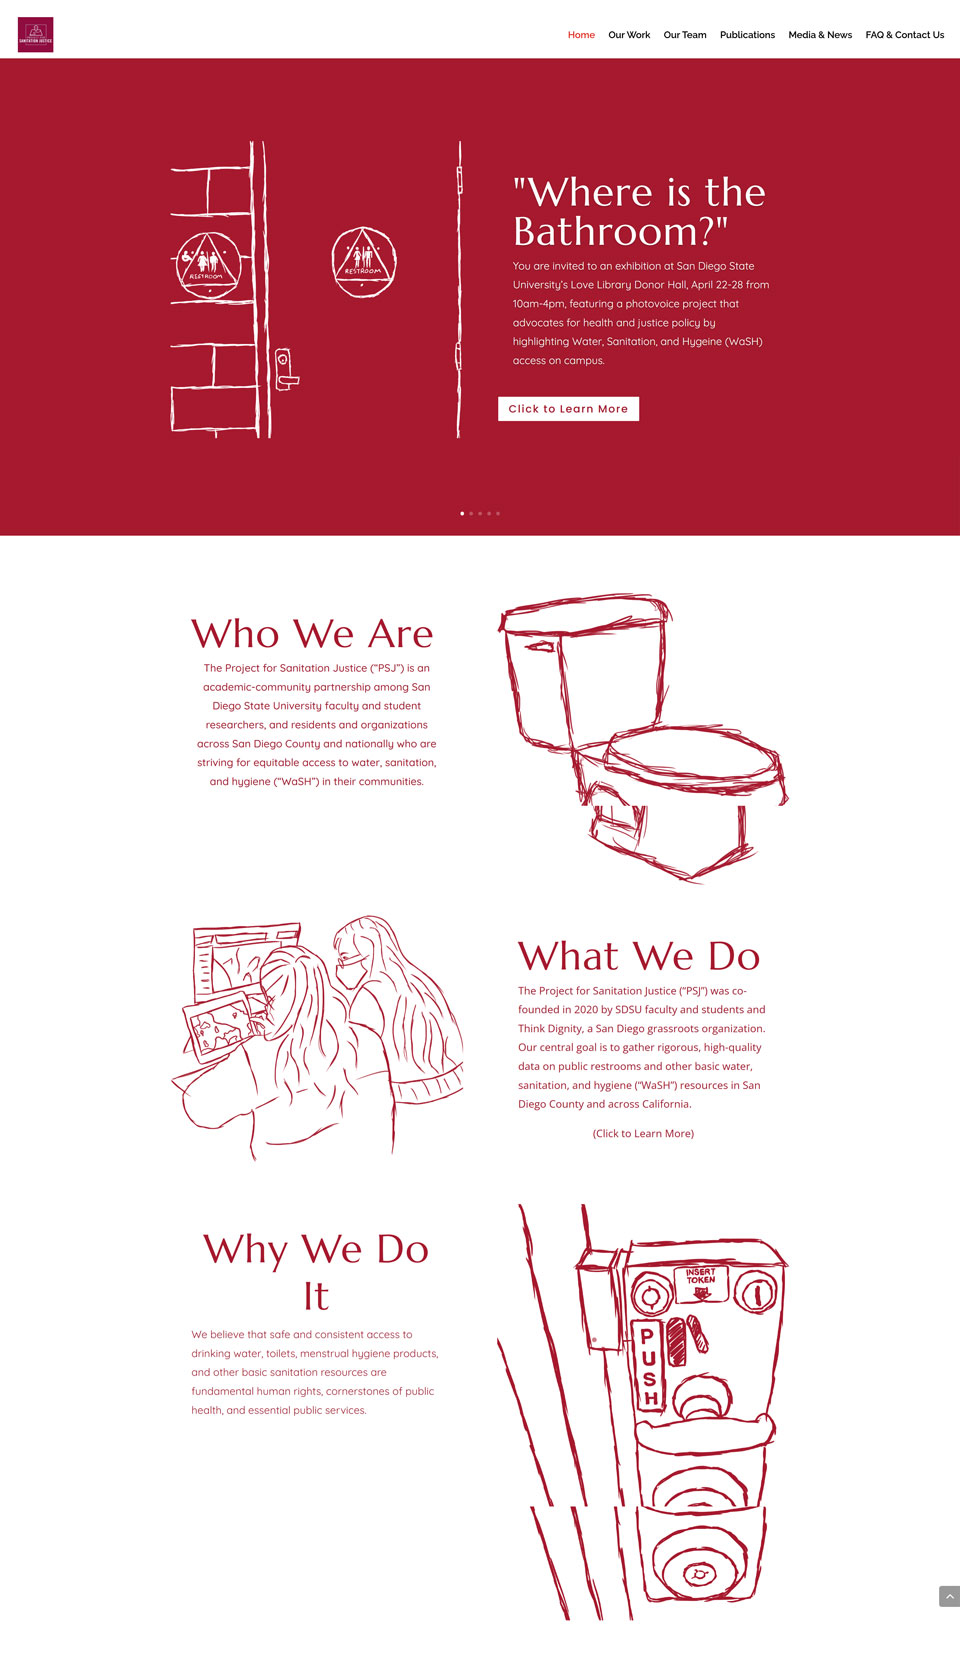 SANITATION JUSTICE
Home
Our Work
Our Team
Publications
Media & News
FAQ & Contact Us
RESTROOM
RESTROOM
"Where is the
Bathroom?"
You are invited to an exhibition at San Diego State
University's Love Library Donor Hall, April 22-28 from
10am-4pm, featuring a photovoice project that
advocates for health and justice policy by
highlighting Water, Sanitation, and Hygeine (WaSH)
access on campus.
Click to Learn More
Who We Are
The Project for Sanitation Justice ("PSJ") is an
academic-community partnership among San
Diego State University faculty and student
researchers, and residents and organizations
across San Diego County and nationally who are
striving for equitable access to water, sanitation,
and hygiene ("WaSH") in their communities.
What We Do
The Project for Sanitation Justice ("PSJ") was co-
founded in 2020 by SDSU faculty and students and
Think Dignity, a San Diego grassroots organization.
Our central goal is to gather rigorous, high-quality
data on public restrooms and other basic water,
sanitation, and hygiene ("WaSH") resources in San
Diego County and across California.
(Click to Learn More)
Why We Do
It
We believe that safe and consistent access to
drinking water, toilets, menstrual hygiene products,
and other basic sanitation resources are
fundamental human rights, cornerstones of public
health, and essential public services.
INSERT
TOKEN
PUSH